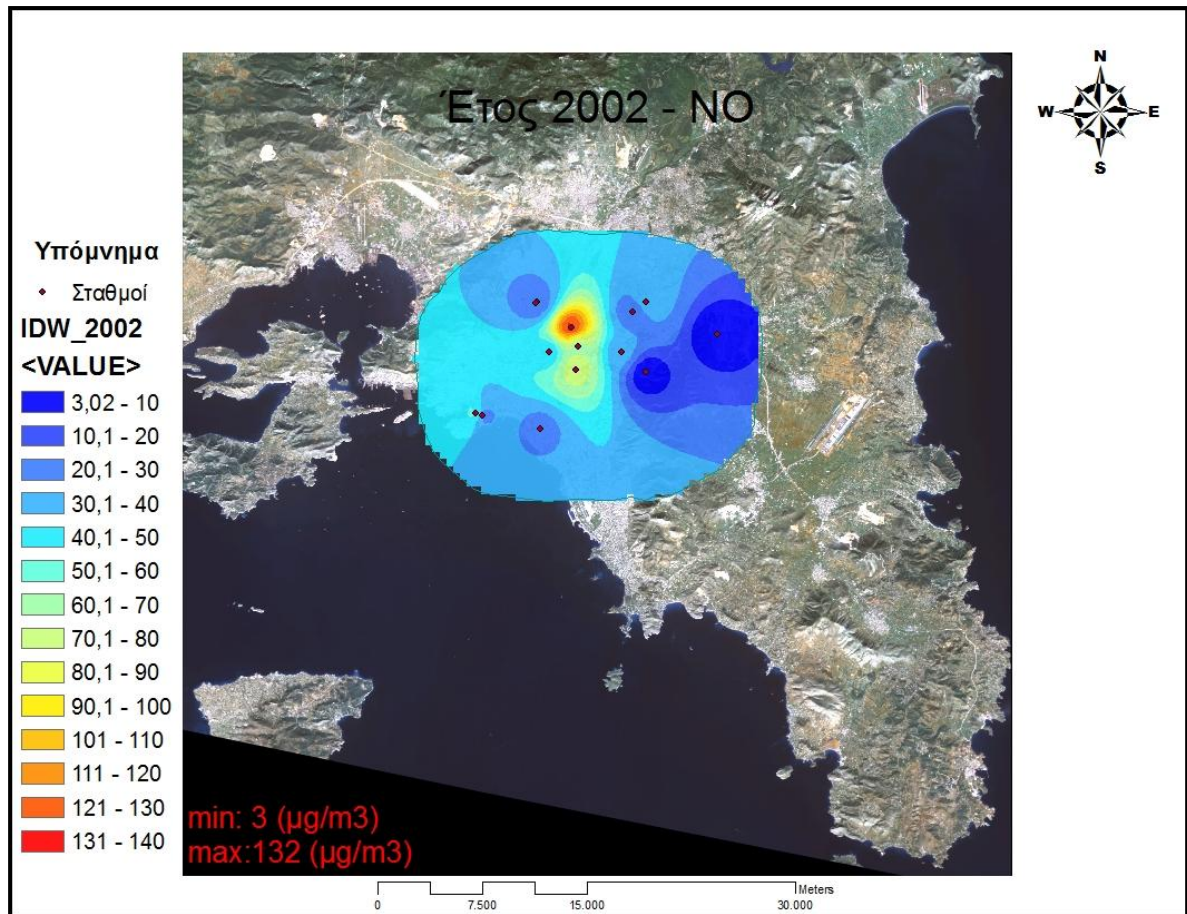 Έτος 2002 - NO
N
W E
S
Υπόμνημα
Σταθμοί
IDW_2002
<VALUE>
3,02 - 10
10,1 - 20
20,1 - 30
30,1 - 40
40,1 - 50
50,1 - 60
60,1 - 70
70,1 - 80
80,1 - 90
90,1 - 100
101 - 110
111 - 120
121 - 130
131 - 140
min: 3 (μg/m3)
max:132 (μg/m3)
Meters
0 7.500 15.000 30.000